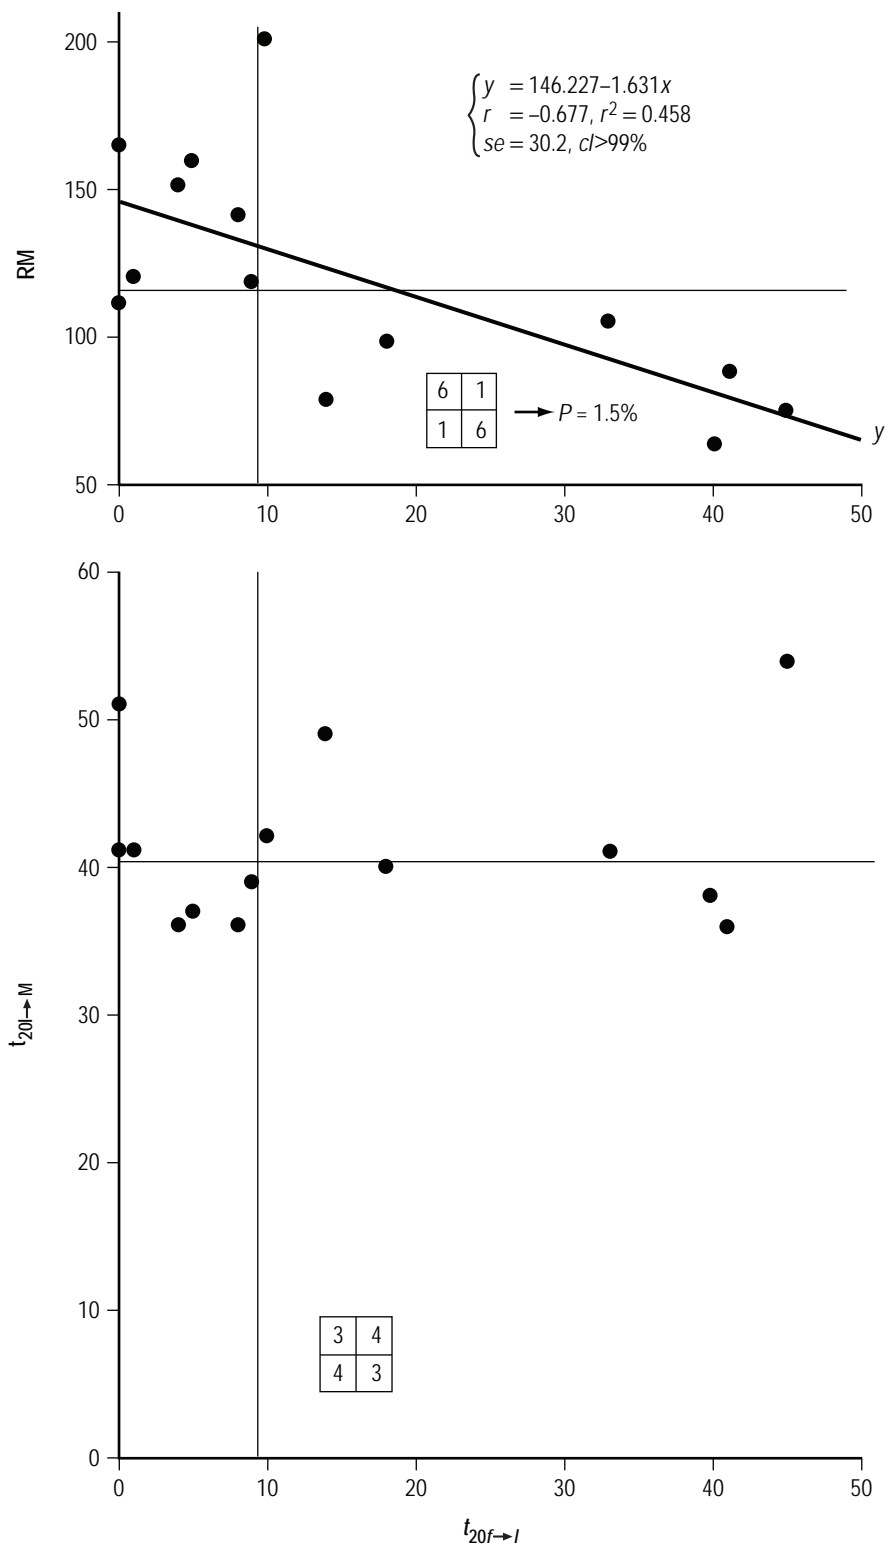 200
y = 146.227–1.631x
r = –0.677, r² = 0.458
se = 30.2, cl>99%
150
RM
100
6 1
P = 1.5%
1 6
y
50
0 10 20 30 40 50
60
50
40
t20I→M
30
20
10
3 4
4 3
0
0 10 20 30 40 50
t20f→I